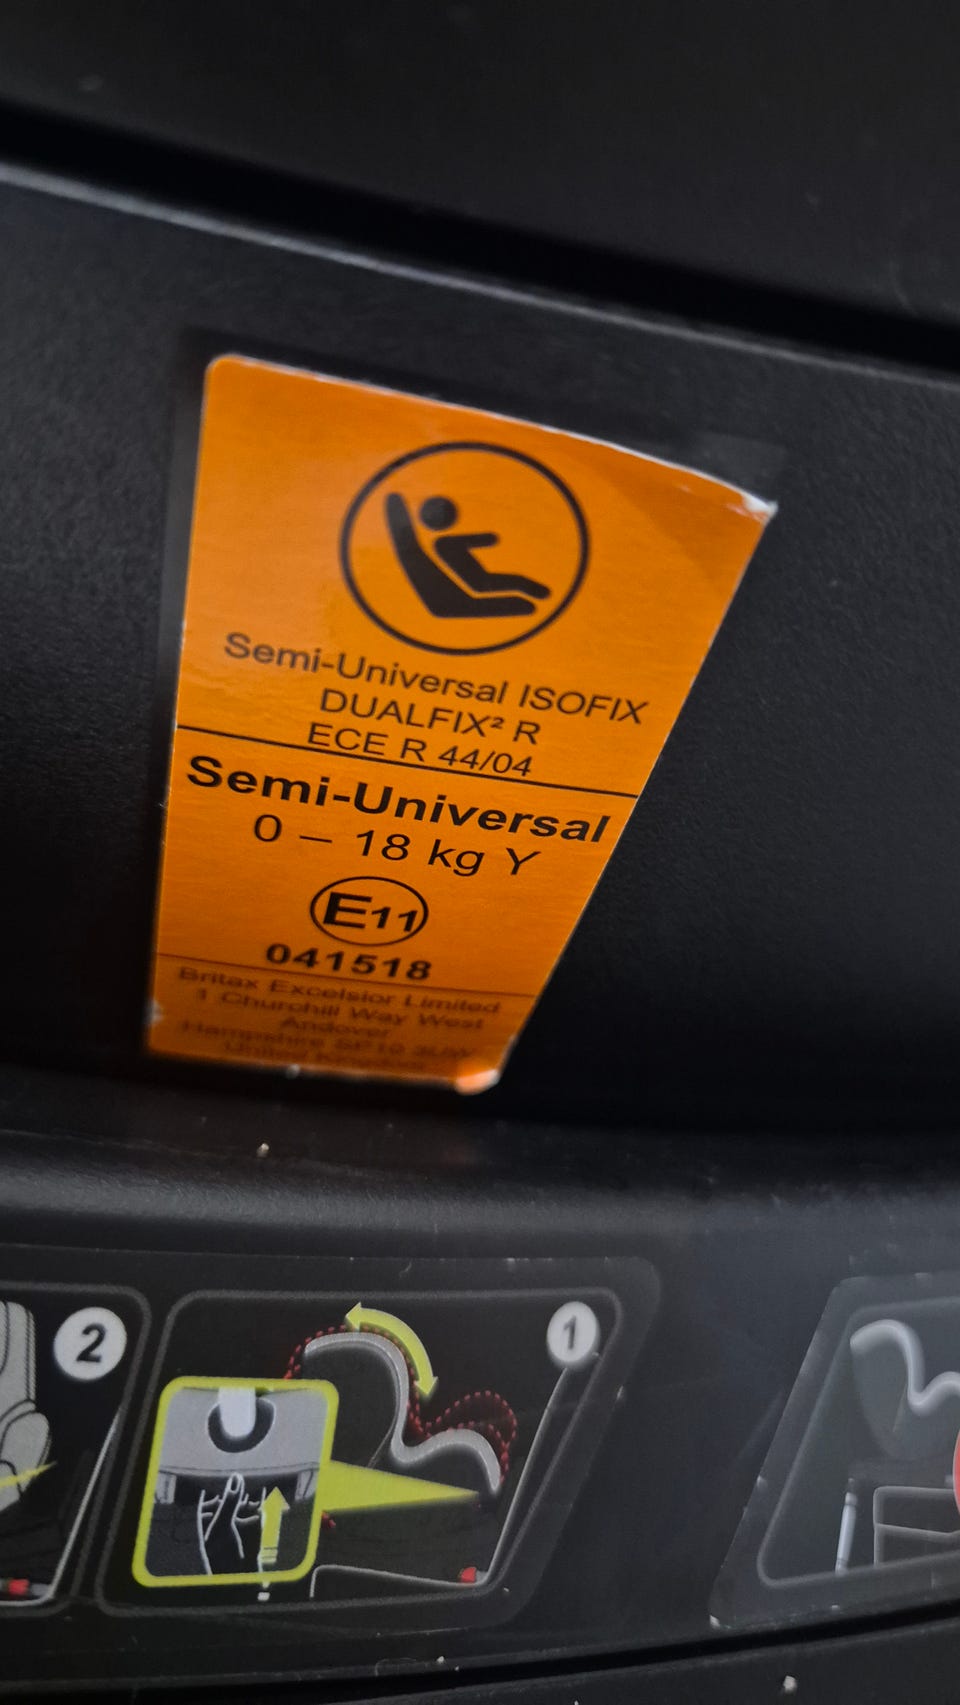 Semi-Universal ISOFIX
DUALFIX² R
ECE R 44/04
Semi-Universal
0 – 18 kg Y
E11
041518
Britax Excelsior Limited
1 Churchill Way West
Andover
Hampshire SP10
United Kingdom
2
1